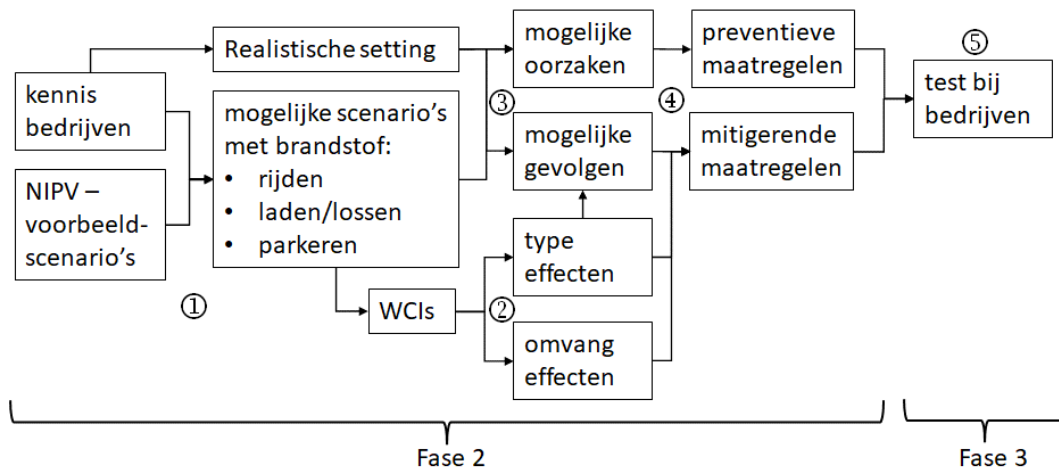 kennis
bedrijven
NIPV –
voorbeeld-
scenario's
①
Realistische setting
mogelijke scenario's
met brandstof:
• rijden
• laden/lossen
• parkeren
WCIs
②
③
mogelijke
oorzaken
mogelijke
gevolgen
type
effecten
omvang
effecten
④
preventieve
maatregelen
mitigerende
maatregelen
⑤
test bij
bedrijven
Fase 2
Fase 3